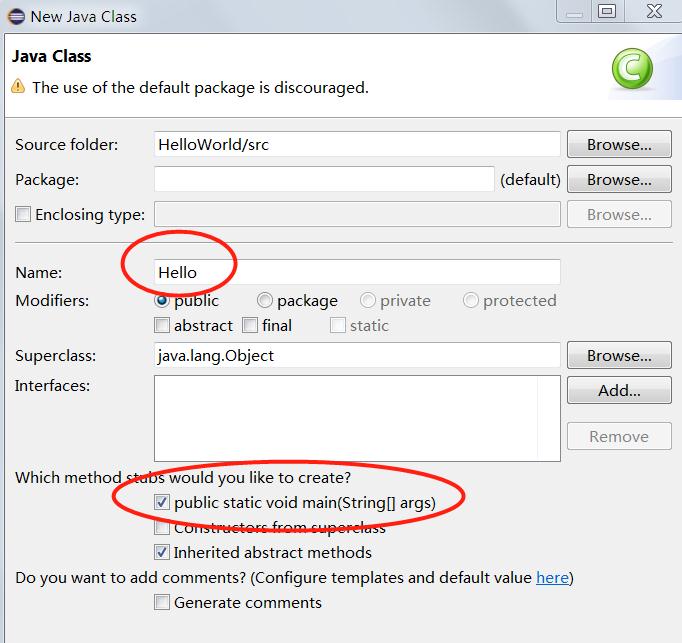 New Java Class
Java Class
The use of the default package is discouraged.
Source folder: HelloWorld/src Browse...
Package: (default) Browse...
Enclosing type: Browse...
Name: Hello
Modifiers: public package private protected
abstract final static
Superclass: java.lang.Object Browse...
Interfaces: Add...
Remove
Which method stubs would you like to create?
public static void main(String[] args)
Constructors from superclass
Inherited abstract methods
Do you want to add comments? (Configure templates and default value here)
Generate comments